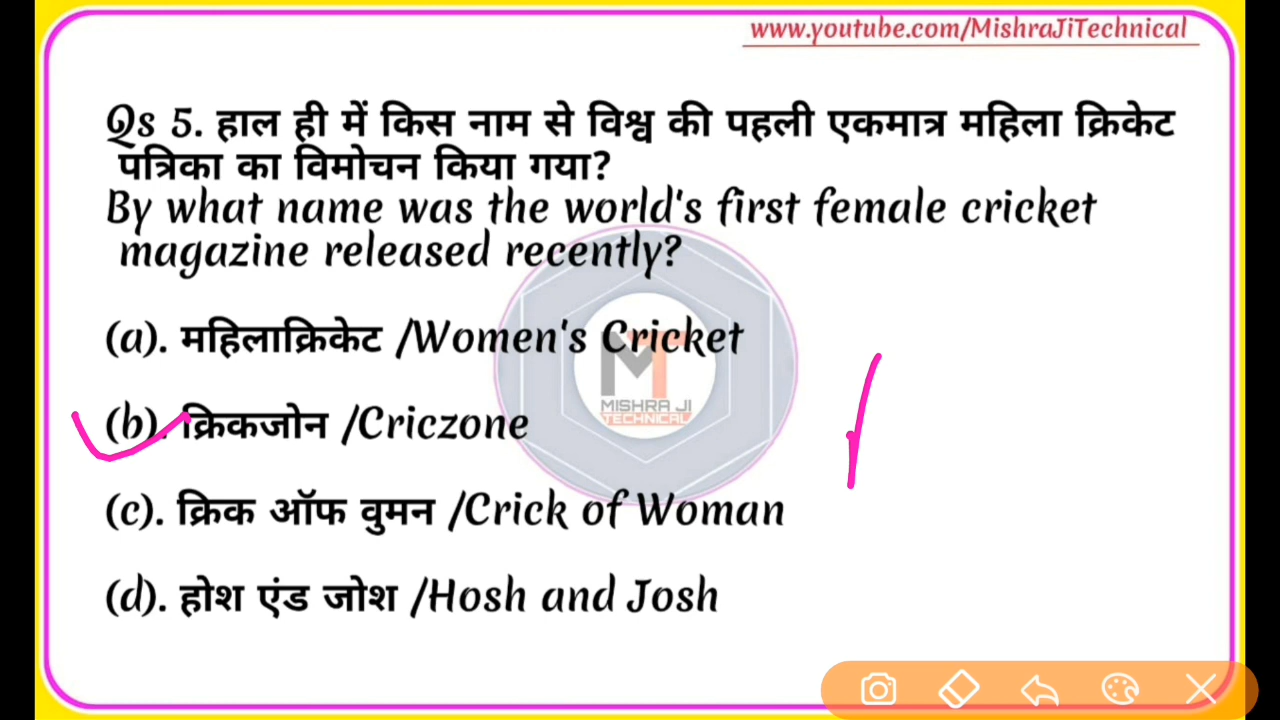 www.youtube.com/MishraJiTechnical
Qs 5. हाल ही में किस नाम से विश्व की पहली एकमात्र महिला क्रिकेट
पत्रिका का विमोचन किया गया?
By what name was the world's first female cricket
magazine released recently?
(a). महिलाक्रिकेट /Women's Cricket
(b). क्रिकजोन /Criczone
(c). क्रिक ऑफ वुमन /Crick of Woman
(d). होश एंड जोश /Hosh and Josh
MT
MISHRA JI
TECHNICAL